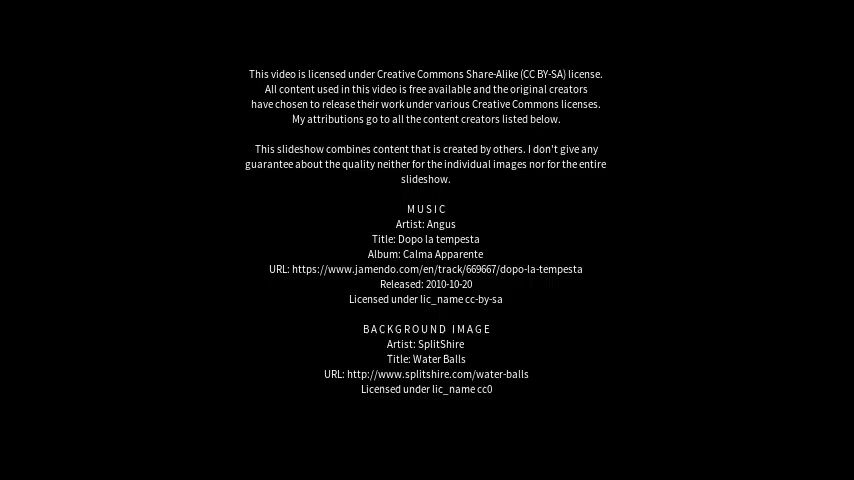 This video is licensed under Creative Commons Share-Alike (CC BY-SA) license.
All content used in this video is free available and the original creators
have chosen to release their work under various Creative Commons licenses.
My attributions go to all the content creators listed below.
This slideshow combines content that is created by others. I don't give any
guarantee about the quality neither for the individual images nor for the entire
slideshow.
MUSIC
Artist: Angus
Title: Dopo la tempesta
Album: Calma Apparente
URL: https://www.jamendo.com/en/track/669667/dopo-la-tempesta
Released: 2010-10-20
Licensed under lic_name cc-by-sa
BACKGROUND IMAGE
Artist: SplitShire
Title: Water Balls
URL: http://www.splitshire.com/water-balls
Licensed under lic_name cc0